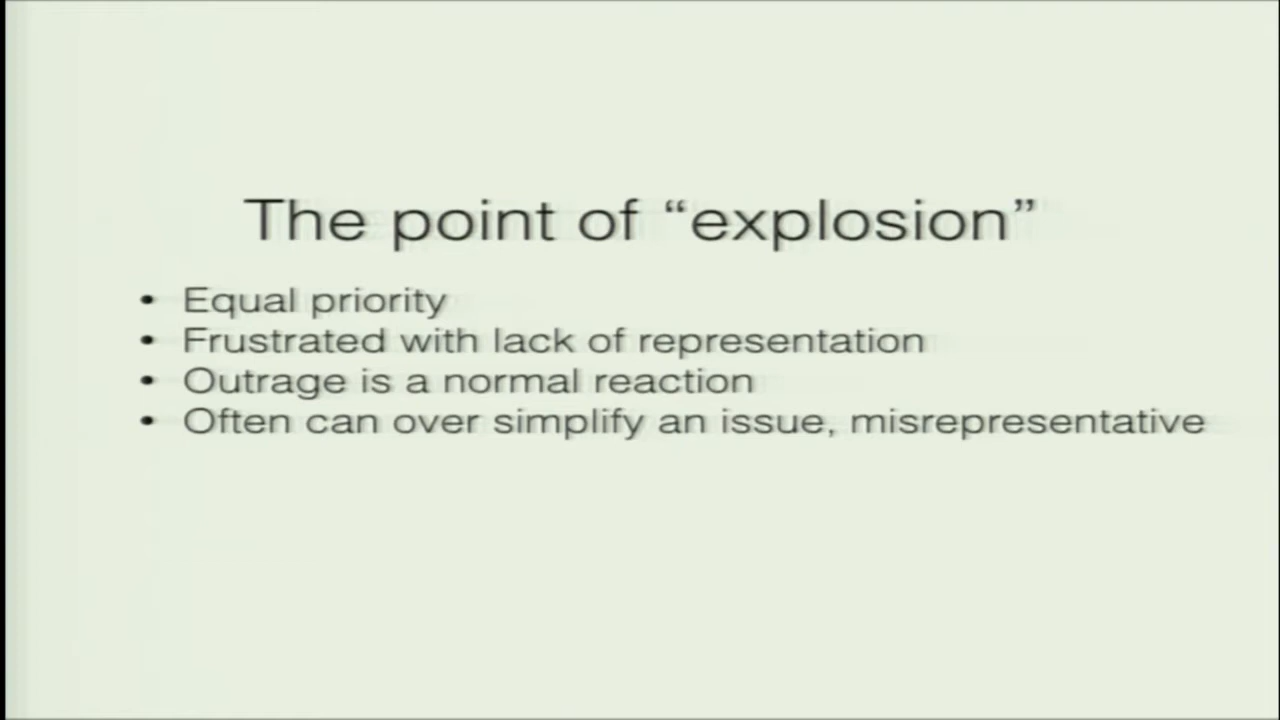 The point of “explosion”
• Equal priority
• Frustrated with lack of representation
• Outrage is a normal reaction
• Often can over simplify an issue, misrepresentative